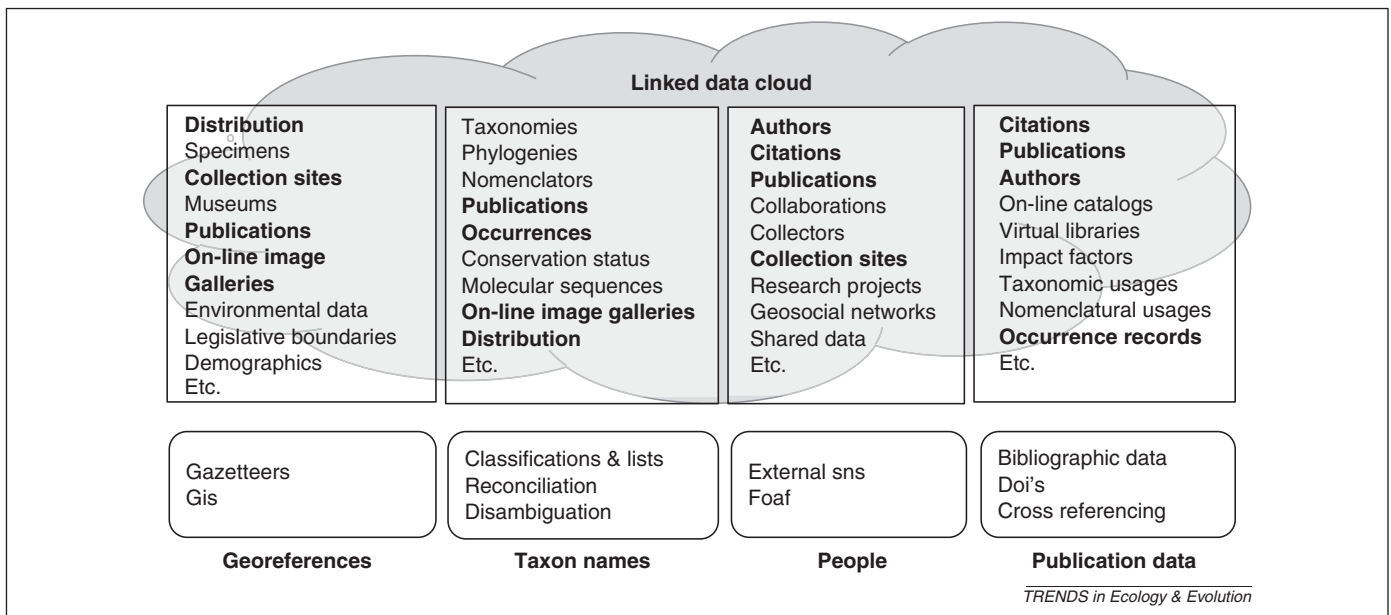 Linked data cloud
Distribution
Specimens
Collection sites
Museums
Publications
On-line image
Galleries
Environmental data
Legislative boundaries
Demographics
Etc.
Taxonomies
Phylogenies
Nomenclators
Publications
Occurrences
Conservation status
Molecular sequences
On-line image galleries
Distribution
Etc.
Authors
Citations
Publications
Collaborations
Collectors
Collection sites
Research projects
Geosocial networks
Shared data
Etc.
Citations
Publications
Authors
On-line catalogs
Virtual libraries
Impact factors
Taxonomic usages
Nomenclatural usages
Occurrence records
Etc.
Gazetteers
Gis
Georeferences
Classifications & lists
Reconciliation
Disambiguation
Taxon names
External sns
Foaf
People
Bibliographic data
Doi's
Cross referencing
Publication data
TRENDS in Ecology & Evolution